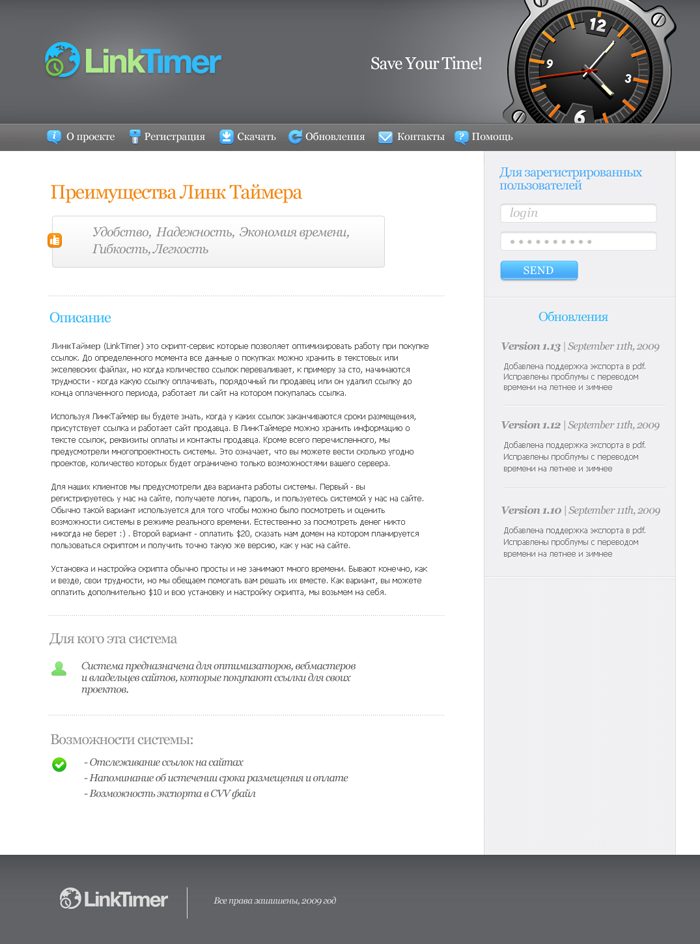 LinkTimer
Save Your Time!
12
9
3
6
О проекте
Регистрация
Скачать
Обновления
Контакты
Помощь
Преимущества Линк Таймера
Удобство, Надежность, Экономия времени,
Гибкость, Легкость
Описание
ЛинкТаймер (LinkTimer) это скрипт-сервис которые позволяет оптимизировать работу при покупке
ссылок. До определенного момента все данные о покупках можно хранить в текстовых или
экселевских файлах, но когда количество ссылок переваливает, к примеру за сто, начинаются
трудности - когда какую ссылку оплачивать, порядочный ли продавец или он удалил ссылку до
конца оплаченного периода, работает ли сайт на котором покупалась ссылка.
Используя ЛинкТаймер вы будете знать, когда у каких ссылок заканчиваются сроки размещения,
присутствует ссылка и работает сайт продавца. В ЛинкТаймере можно хранить информацию о
тексте ссылок, реквизиты оплаты и контакты продавца. Кроме всего перечисленного, мы
предусмотрели многопроектность системы. Это означает, что вы можете вести сколько угодно
проектов, количество которых будет ограничено только возможностями вашего сервера.
Для наших клиентов мы предусмотрели два варианта работы системы. Первый - вы
регистрируетесь у нас на сайте, получаете логин, пароль, и пользуетесь системой у нас на сайте.
Обычно такой вариант используется для того чтобы можно было посмотреть и оценить
возможности системы в режиме реального времени. Естественно за посмотреть денег никто
никогда не берет :) . Второй вариант - оплатить $20, сказать нам домен на котором планируется
пользоваться скриптом и получить точно такую же версию, как у нас на сайте.
Установка и настройка скрипта обычно просты и не занимают много времени. Бывают конечно, как
и везде, свои трудности, но мы обещаем помогать вам решать их вместе. Как вариант, вы можете
оплатить дополнительно $10 и всю установку и настройку скрипта, мы возьмем на себя.
Для кого эта система
Система предназначена для оптимизаторов, вебмастеров
и владельцев сайтов, которые покупают ссылки для своих
проектов.
Возможности системы:
- Отслеживание ссылок на сайтах
- Напоминание об истечении срока размещения и оплате
- Возможность экспорта в CVV файл
Для зарегистрированных
пользователей
login
SEND
Обновления
Version 1.13 | September 11th, 2009
Добавлена поддержка экспорта в pdf.
Исправлены проблумы с переводом
времени на летнее и зимнее
Version 1.12 | September 11th, 2009
Добавлена поддержка экспорта в pdf.
Исправлены проблумы с переводом
времени на летнее и зимнее
Version 1.10 | September 11th, 2009
Добавлена поддержка экспорта в pdf.
Исправлены проблумы с переводом
времени на летнее и зимнее
LinkTimer
Все права зашишены, 2009 год